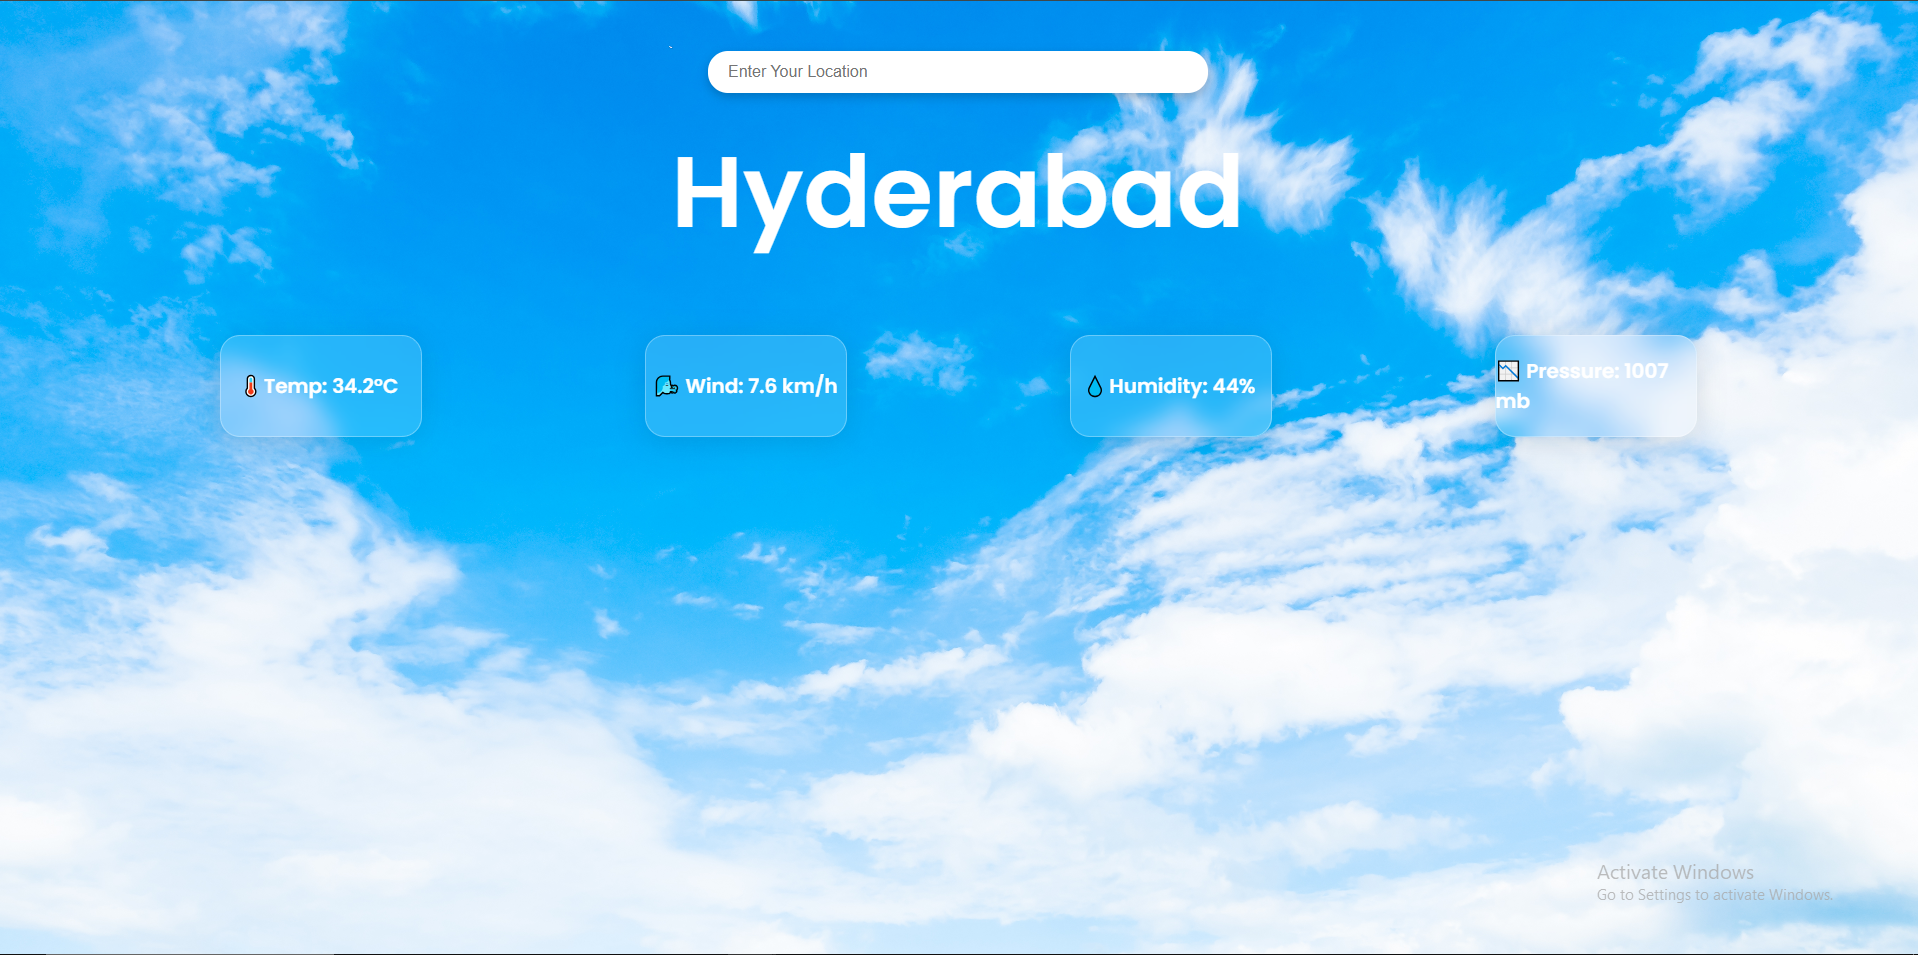 Enter Your Location
Hyderabad
Temp: 34.2°C
Wind: 7.6 km/h
Humidity: 44%
Pressure: 1007
mb
Activate Windows
Go to Settings to activate Windows.